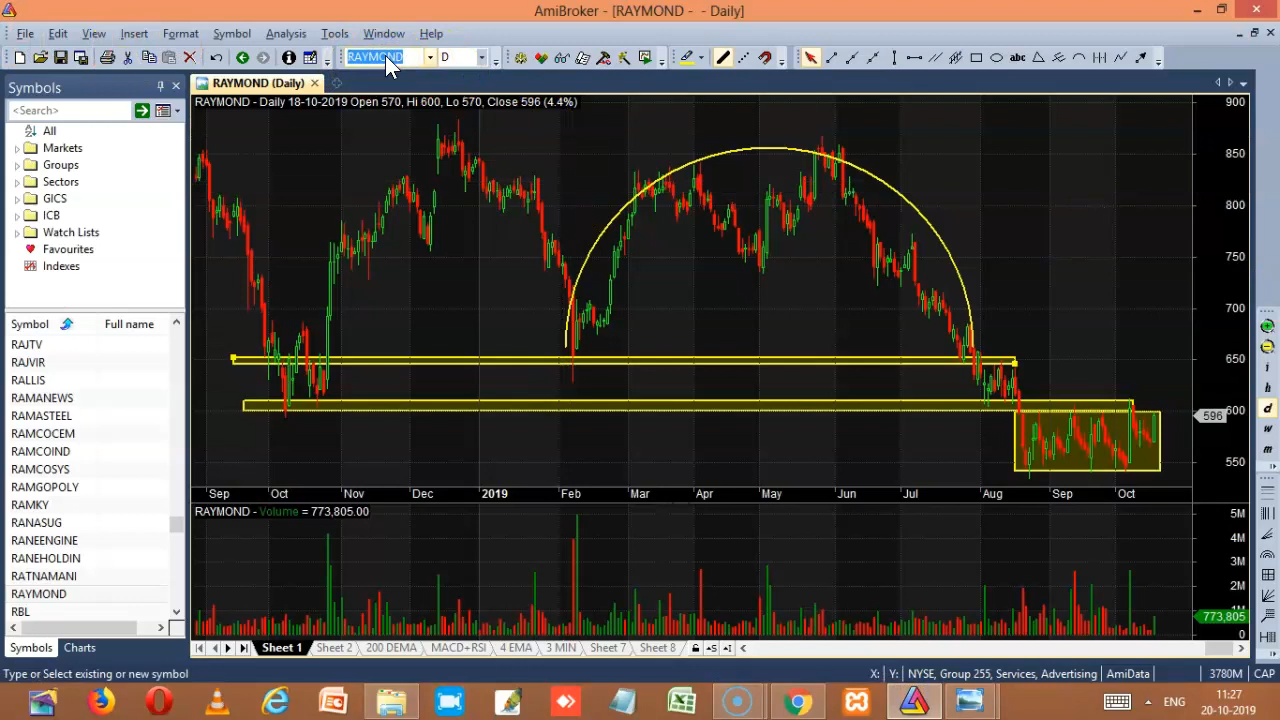 AmiBroker - [RAYMOND - - Daily]
File Edit View Insert Format Symbol Analysis Tools Window Help
RAYMOND D
Symbols
RAYMOND (Daily)
<Search>
RAYMOND - Daily 18-10-2019 Open 570, Hi 600, Lo 570, Close 596 (4.4%)
All
Markets
Groups
Sectors
GICS
ICB
Watch Lists
Favourites
Indexes
Symbol Full name
RAJTV
RAJVIR
RALLIS
RAMANEWS
RAMASTEEL
RAMCOCEM
RAMCOIND
RAMCOSYS
RAMGOPOLY
RAMKY
RANASUG
RANEENGINE
RANEHOLDIN
RATNAMANI
RAYMOND
RBL
900
850
800
750
700
650
600
596
550
Sep Oct Nov Dec 2019 Feb Mar Apr May Jun Jul Aug Sep Oct
RAYMOND - Volume = 773,805.00
5M
4M
3M
2M
1M
773,805
0
i
h
d
w
m
Symbols Charts
Sheet 1 Sheet 2 200 DEMA MACD+RSI 4 EMA 3 MIN Sheet 7 Sheet 8
Type or Select existing or new symbol
X: Y: NYSE, Group 255, Services, Advertising AmiData 3780M CAP
ENG
11:27
20-10-2019